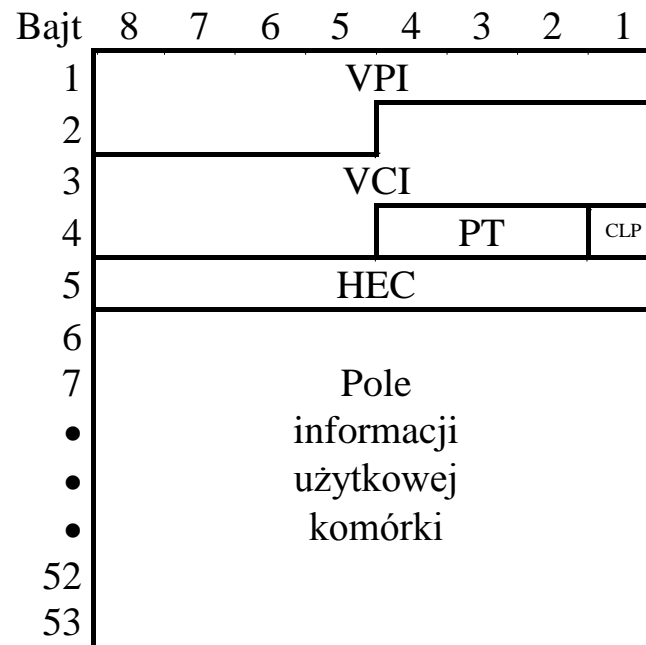 Bajt 8 7 6 5 4 3 2 1
1 VPI
2
3 VCI
4 PT CLP
5 HEC
6
7 Pole
• informacji
• użytkowej
• komórki
52
53